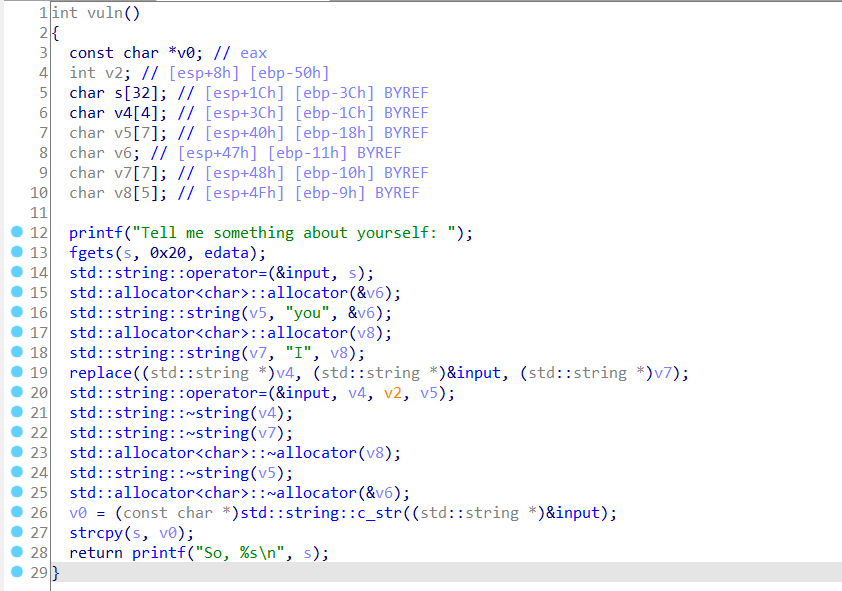 1 int vuln()
2 {
3   const char *v0; // eax
4   int v2; // [esp+8h] [ebp-50h]
5   char s[32]; // [esp+1Ch] [ebp-3Ch] BYREF
6   char v4[4]; // [esp+3Ch] [ebp-1Ch] BYREF
7   char v5[7]; // [esp+40h] [ebp-18h] BYREF
8   char v6; // [esp+47h] [ebp-11h] BYREF
9   char v7[7]; // [esp+48h] [ebp-10h] BYREF
10   char v8[5]; // [esp+4Fh] [ebp-9h] BYREF
11
12   printf("Tell me something about yourself: ");
13   fgets(s, 0x20, edata);
14   std::string::operator=(&input, s);
15   std::allocator<char>::allocator(&v6);
16   std::string::string(v5, "you", &v6);
17   std::allocator<char>::allocator(v8);
18   std::string::string(v7, "I", v8);
19   replace((std::string *)v4, (std::string *)&input, (std::string *)v7);
20   std::string::operator=(&input, v4, v2, v5);
21   std::string::~string(v4);
22   std::string::~string(v7);
23   std::allocator<char>::~allocator(v8);
24   std::string::~string(v5);
25   std::allocator<char>::~allocator(&v6);
26   v0 = (const char *)std::string::c_str((std::string *)&input);
27   strcpy(s, v0);
28   return printf("So, %s\n", s);
29 }